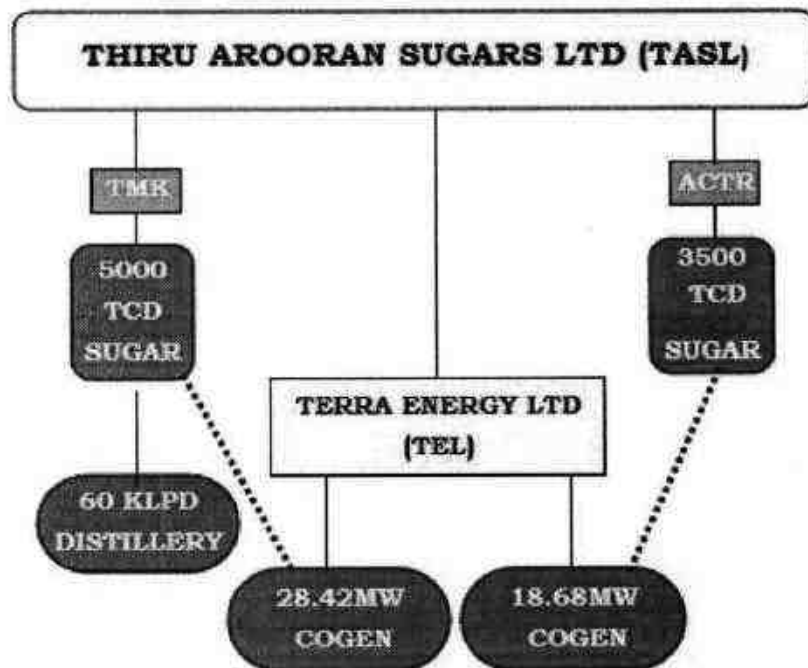 THIRU AROORAN SUGARS LTD (TASL)
TMK
ACTR
5000
TCD
SUGAR
3500
TCD
SUGAR
TERRA ENERGY LTD
(TEL)
60 KLPD
DISTILLERY
28.42MW
COGEN
18.68MW
COGEN